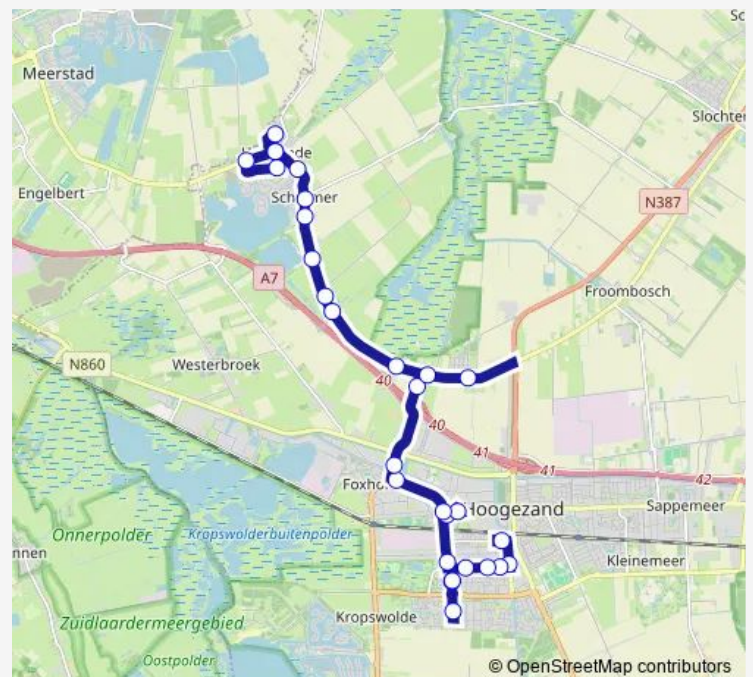 Meerstad
Slochter
Engelbert
N387
A7
Froombosch
Westerbroek
N860
40
40
41
41
42
Hoogezand
Sappemeer
Onnerpolder
Kropswolderbuitenpolder
nnen
Kleinemeer
Kropswolde
Zuidlaardermeergebied
Oostpolder
© OpenStreetMap contributors